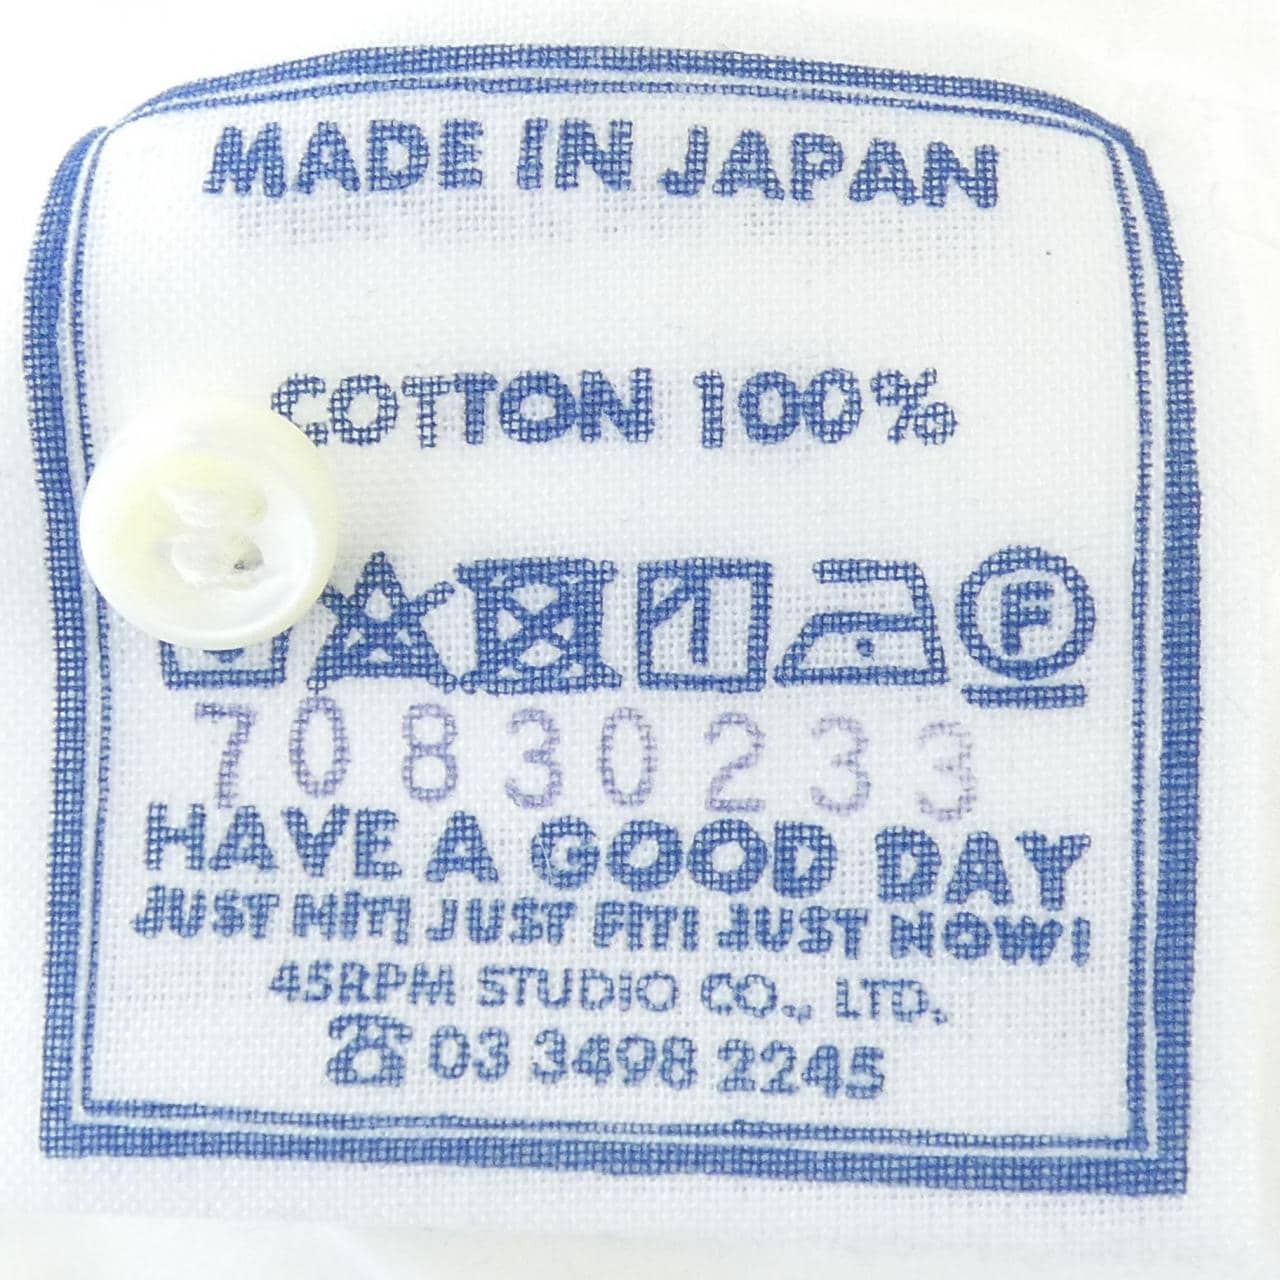 MADE IN JAPAN
COTTON 100%
F
70830233
HAVE A GOOD DAY
JUST HIT! JUST FIT! JUST NOW!
45RPM STUDIO CO., LTD.
☎ 03 3498 2245